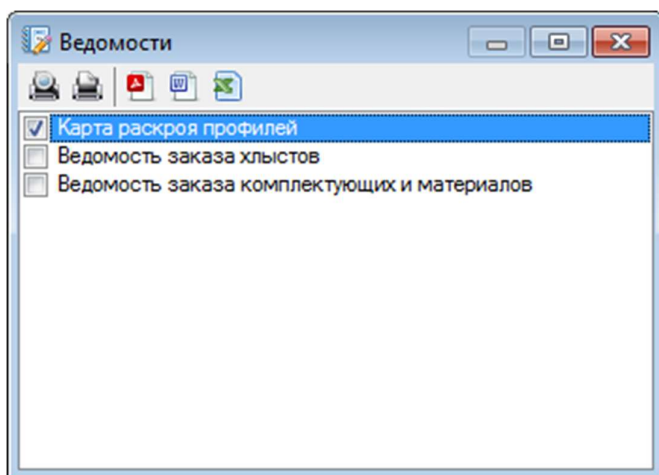 Ведомости
Карта раскроя профилей
Ведомость заказа хлыстов
Ведомость заказа комплектующих и материалов